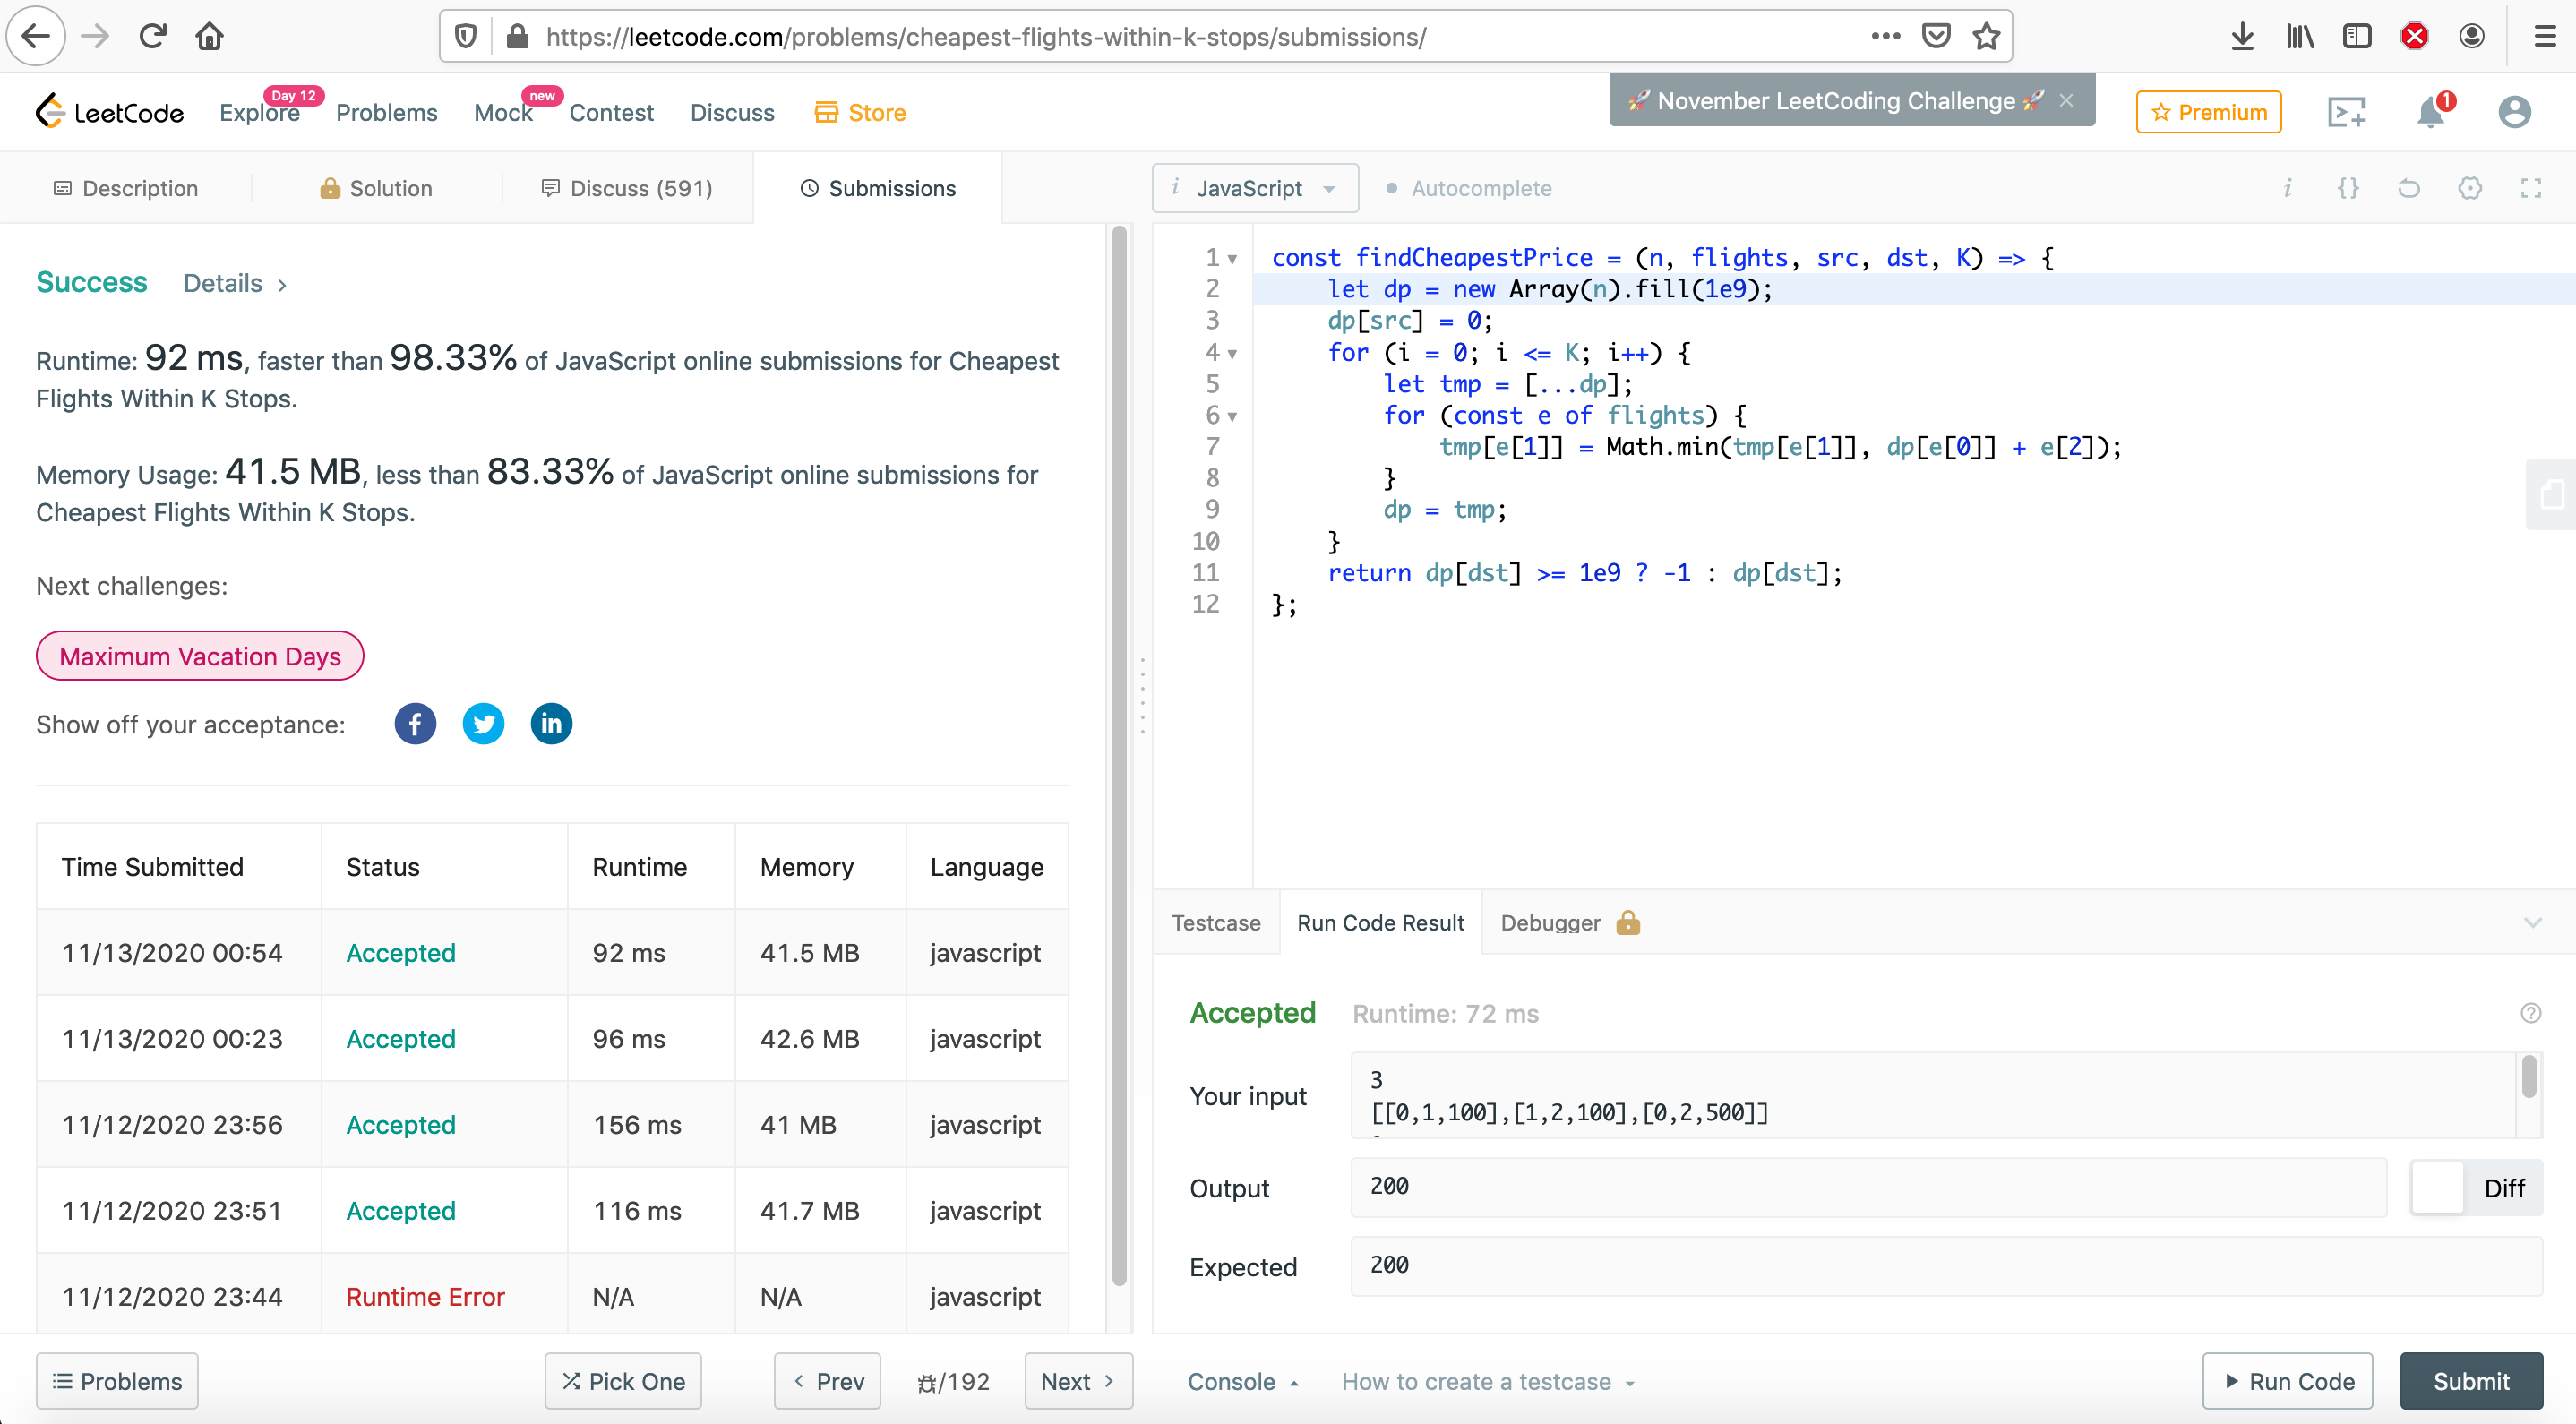 https://leetcode.com/problems/cheapest-flights-within-k-stops/submissions/
LeetCode
Explore
Day 12
Problems
Mock
new
Contest
Discuss
Store
🚀 November LeetCoding Challenge 🚀 ×
Premium
1
Description
Solution
Discuss (591)
Submissions
i JavaScript
Autocomplete
i {}
Success Details >
Runtime: 92 ms, faster than 98.33% of JavaScript online submissions for Cheapest
Flights Within K Stops.
Memory Usage: 41.5 MB, less than 83.33% of JavaScript online submissions for
Cheapest Flights Within K Stops.
Next challenges:
Maximum Vacation Days
Show off your acceptance:
f in
Time Submitted Status Runtime Memory Language
11/13/2020 00:54 Accepted 92 ms 41.5 MB javascript
11/13/2020 00:23 Accepted 96 ms 42.6 MB javascript
11/12/2020 23:56 Accepted 156 ms 41 MB javascript
11/12/2020 23:51 Accepted 116 ms 41.7 MB javascript
11/12/2020 23:44 Runtime Error N/A N/A javascript
1 const findCheapestPrice = (n, flights, src, dst, K) => {
2     let dp = new Array(n).fill(1e9);
3     dp[src] = 0;
4     for (i = 0; i <= K; i++) {
5         let tmp = [...dp];
6         for (const e of flights) {
7             tmp[e[1]] = Math.min(tmp[e[1]], dp[e[0]] + e[2]);
8         }
9         dp = tmp;
10     }
11     return dp[dst] >= 1e9 ? -1 : dp[dst];
12 };
Testcase
Run Code Result
Debugger
Accepted Runtime: 72 ms
Your input
3
[[0,1,100],[1,2,100],[0,2,500]]
Output
200
Diff
Expected
200
Problems
Pick One
< Prev
/192
Next >
Console
How to create a testcase
Run Code
Submit